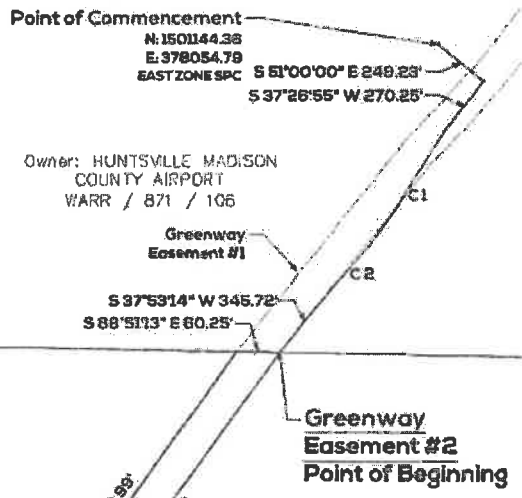 Point of Commencement
N: 1501144.36
E: 378054.79
EAST ZONE SPC
S 51°00'00" E 249.23'
S 37°26'55" W 270.25'
Owner: HUNTSVILLE MADISON
COUNTY AIRPORT
WARR / 871 / 106
C1
Greenway
Easement #1
C2
S 37°53'14" W 345.72'
S 88°51'13" E 60.25'
Greenway
Easement #2
Point of Beginning